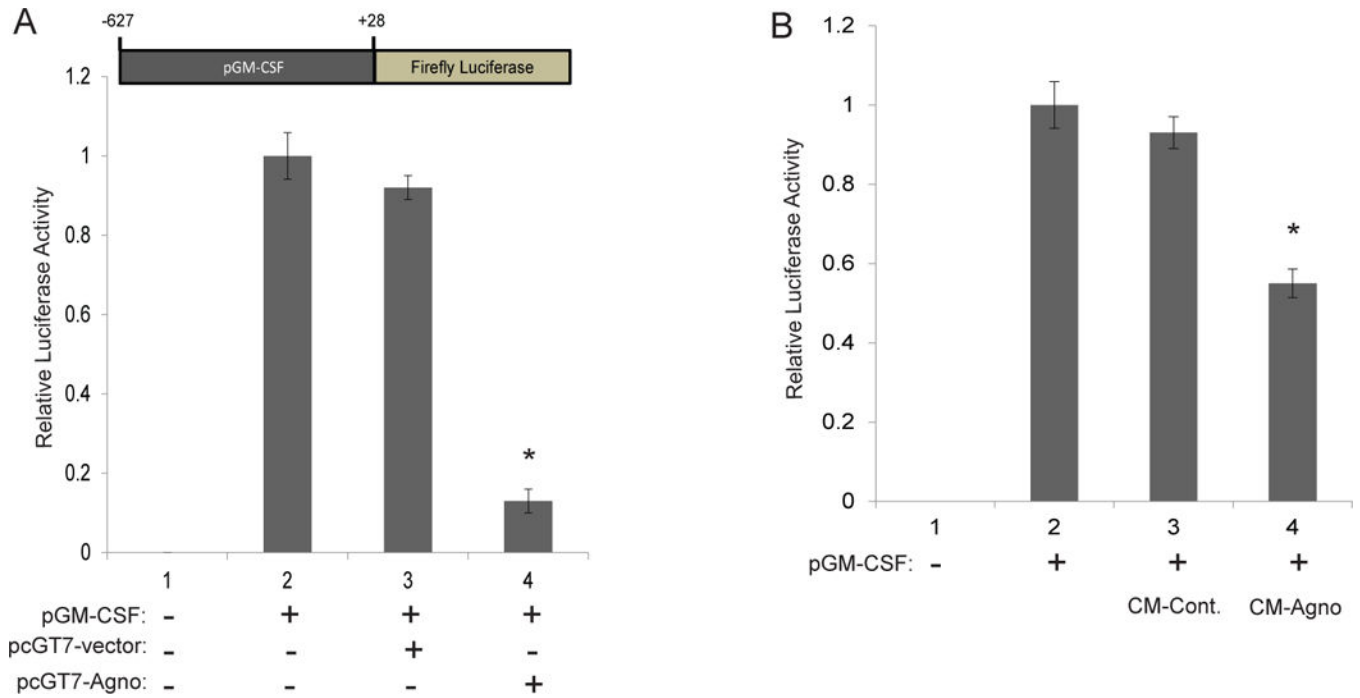 A
-627 +28
pGM-CSF Firefly Luciferase
1.2
1
0.8
0.6
0.4
0.2
0
Relative Luciferase Activity
*
1 2 3 4
pGM-CSF: - + + +
pcGT7-vector: - - + -
pcGT7-Agno: - - - +
B
1.2
1
0.8
0.6
0.4
0.2
0
Relative Luciferase Activity
*
1 2 3 4
pGM-CSF: - + + +
CM-Cont. CM-Agno